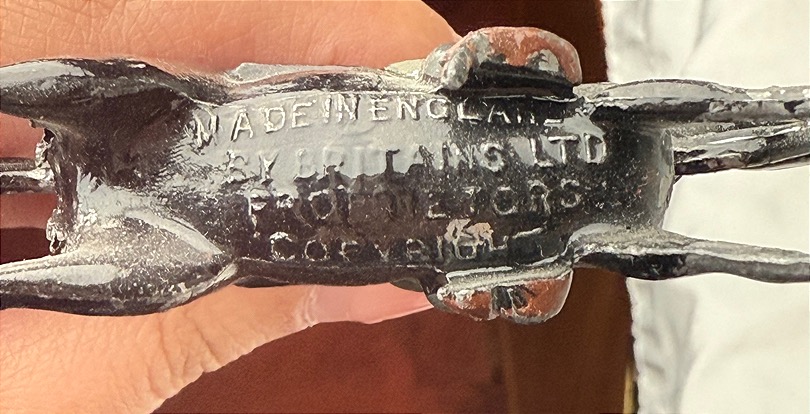 MADE IN ENGLAND
BY BRITAINS LTD
PROPRIETORS
COPYRIGHT